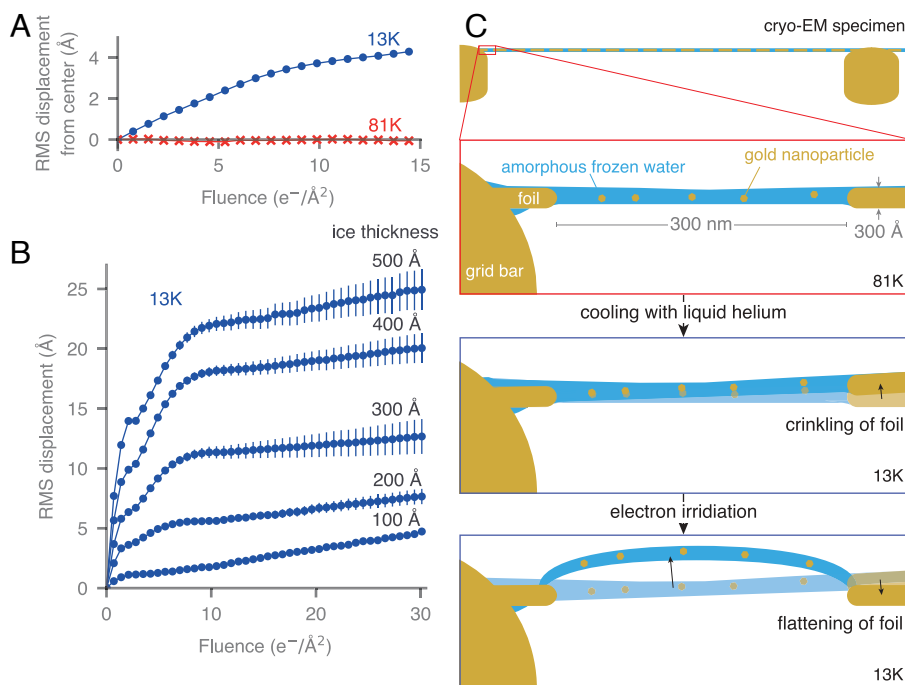 A
RMS displacement
from center (Å)
4
2
0
13K
81K
0
5
10
15
Fluence (e⁻/Å²)
B
ice thickness
RMS displacement (Å)
25
20
15
10
5
0
13K
500 Å
400 Å
300 Å
200 Å
100 Å
0
10
20
30
Fluence (e⁻/Å²)
C
cryo-EM specimen
amorphous frozen water
gold nanoparticle
foil
300 nm
300 Å
grid bar
81K
cooling with liquid helium
crinkling of foil
13K
electron irridiation
flattening of foil
13K